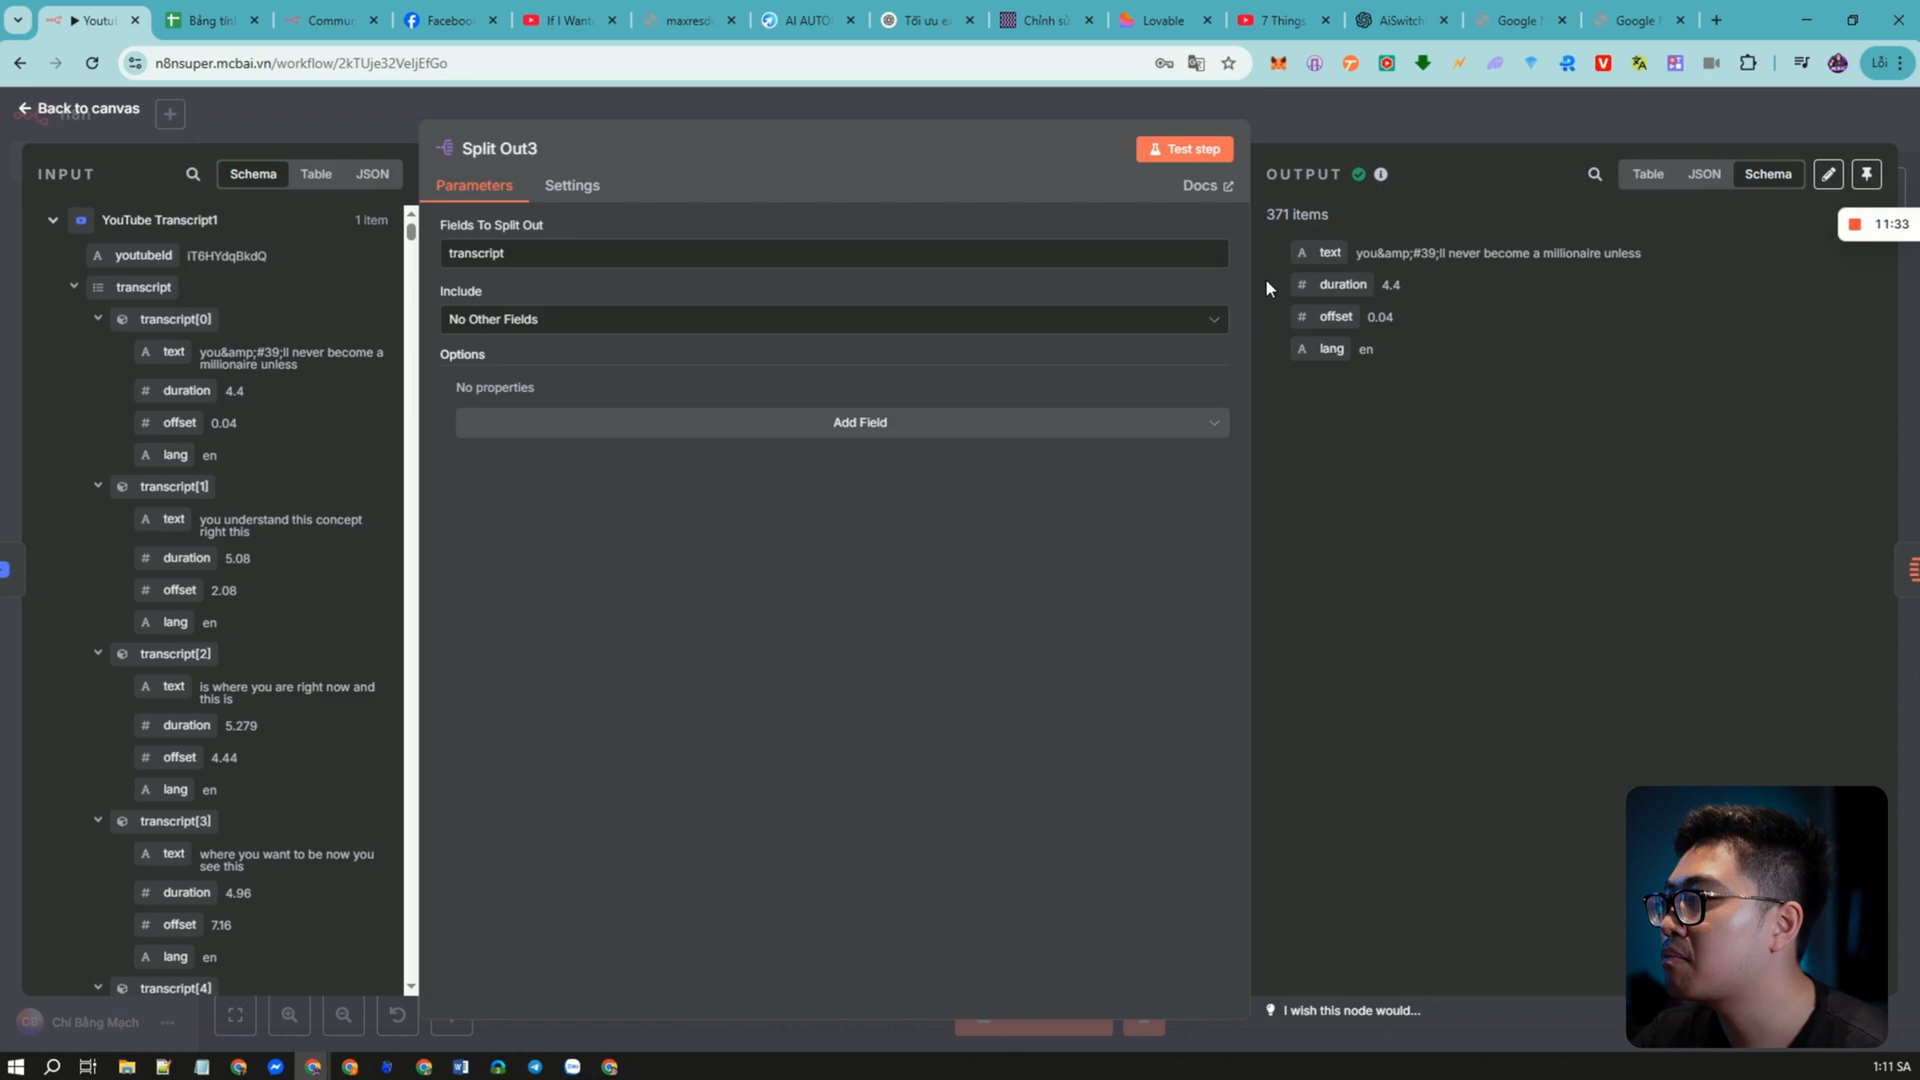 Youtul
Bảng tín
Commun
Facebook
If I Want
maxresde
AI AUTO
Tối ưu ex
Chỉnh sử
Lovable
7 Things
AiSwitch
Google
Google
n8nsuper.mcbai.vn/workflow/2kTUje32VeljEfGo
Lỗi
Back to canvas
INPUT
Schema
Table
JSON
YouTube Transcript1
1 item
A youtubeId iT6HYdqBkdQ
transcript
transcript[0]
A text you&amp;#39;ll never become a
millionaire unless
# duration 4.4
# offset 0.04
A lang en
transcript[1]
A text you understand this concept
right this
# duration 5.08
# offset 2.08
A lang en
transcript[2]
A text is where you are right now and
this is
# duration 5.279
# offset 4.44
A lang en
transcript[3]
A text where you want to be now you
see this
# duration 4.96
# offset 7.16
A lang en
transcript[4]
Split Out3
Test step
Parameters
Settings
Docs
Fields To Split Out
transcript
Include
No Other Fields
Options
No properties
Add Field
OUTPUT
Table
JSON
Schema
371 items
11:33
A text you&amp;#39;ll never become a millionaire unless
# duration 4.4
# offset 0.04
A lang en
I wish this node would...
CB Chí Bằng Mạch
1:11 SA